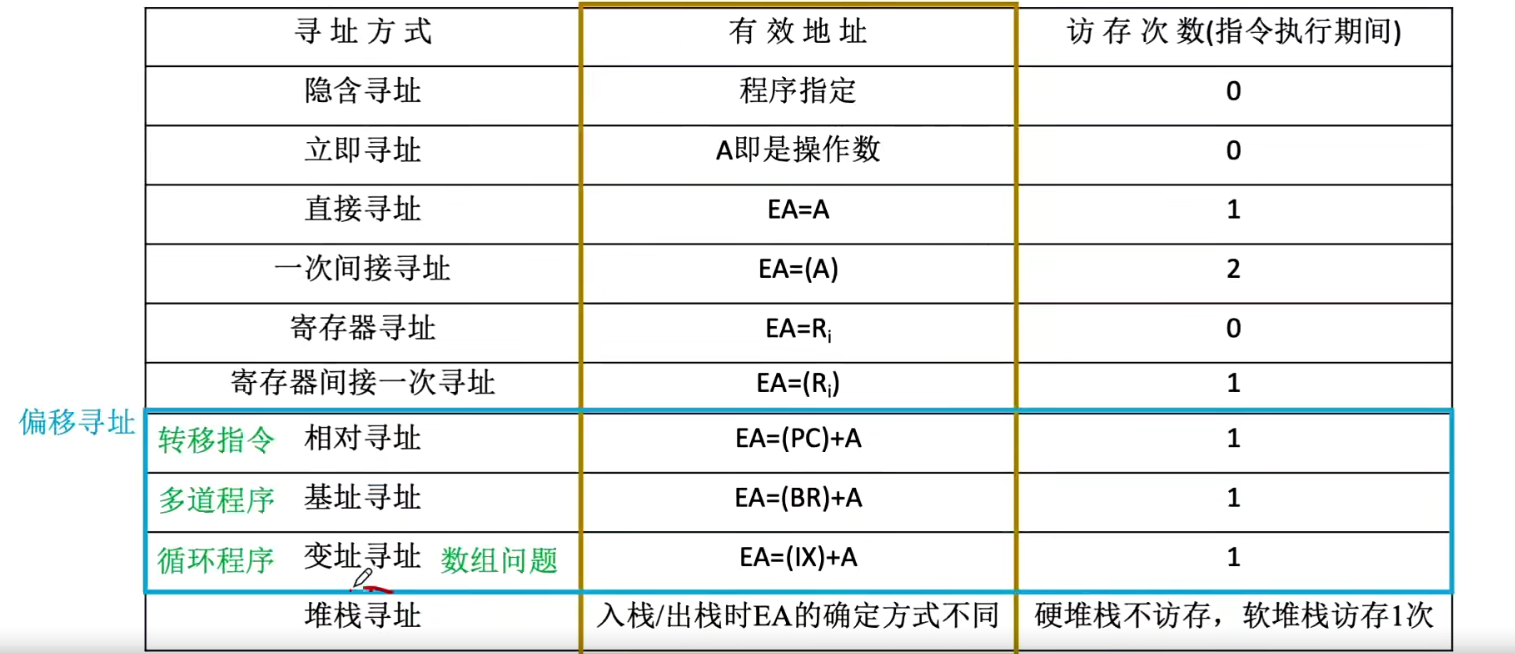 寻址方式 有效地址 访存次数(指令执行期间)
隐含寻址 程序指定 0
立即寻址 A即是操作数 0
直接寻址 EA=A 1
一次间接寻址 EA=(A) 2
寄存器寻址 EA=Ri 0
寄存器间接一次寻址 EA=(Ri) 1
偏移寻址
转移指令 相对寻址 EA=(PC)+A 1
多道程序 基址寻址 EA=(BR)+A 1
循环程序 变址寻址 数组问题 EA=(IX)+A 1
堆栈寻址 入栈/出栈时EA的确定方式不同 硬堆栈不访存，软堆栈访存1次